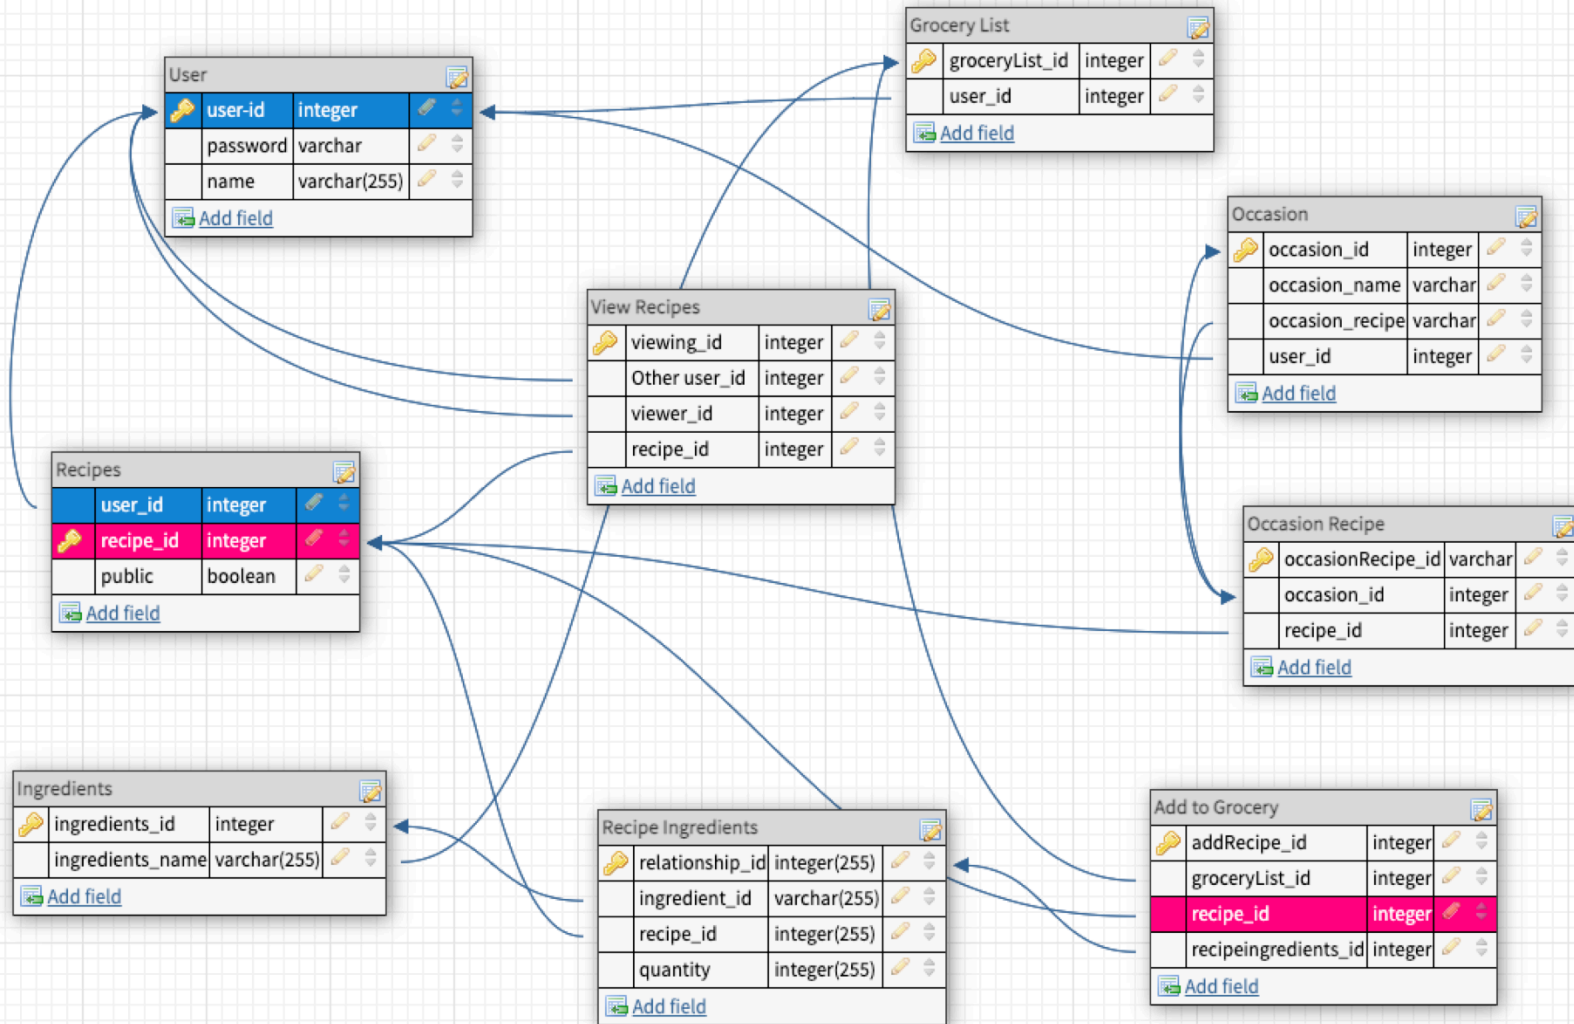 Grocery List
groceryList_id integer
user_id integer
Add field
User
user-id integer
password varchar
name varchar(255)
Add field
Occasion
occasion_id integer
occasion_name varchar
occasion_recipe varchar
user_id integer
Add field
View Recipes
viewing_id integer
Other user_id integer
viewer_id integer
recipe_id integer
Add field
Recipes
user_id integer
recipe_id integer
public boolean
Add field
Occasion Recipe
occasionRecipe_id varchar
occasion_id integer
recipe_id integer
Add field
Ingredients
ingredients_id integer
ingredients_name varchar(255)
Add field
Recipe Ingredients
relationship_id integer(255)
ingredient_id varchar(255)
recipe_id integer(255)
quantity integer(255)
Add field
Add to Grocery
addRecipe_id integer
groceryList_id integer
recipe_id integer
recipeingredients_id integer
Add field